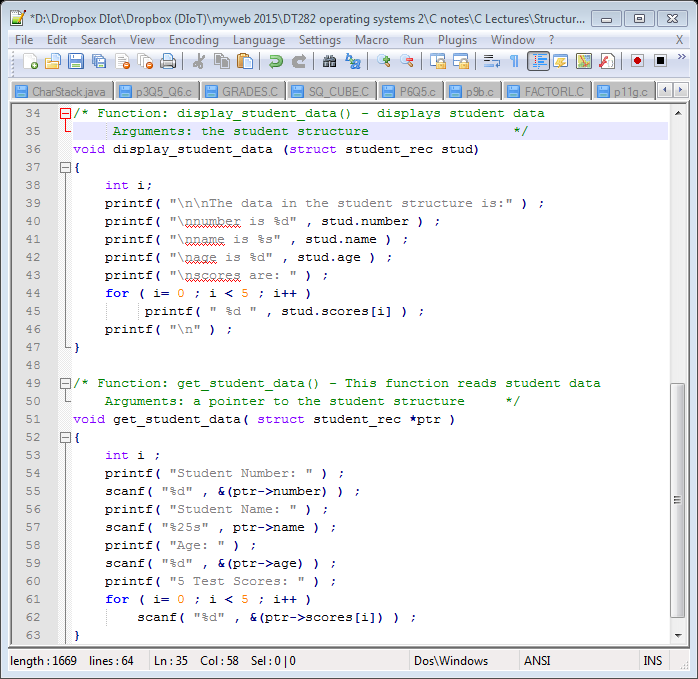 *D:\Dropbox DIot\Dropbox (DIoT)\myweb 2015\DT282 operating systems 2\C notes\C Lectures\Structur...
File Edit Search View Encoding Language Settings Macro Run Plugins Window ? X
CharStack.java p3Q5_Q6.c GRADES.C SQ_CUBE.C P6Q5.c p9b.c FACTORL.C p11g.c
34 /* Function: display_student_data() - displays student data
35 Arguments: the student structure */
36 void display_student_data (struct student_rec stud)
37 {
38 int i;
39 printf( "\n\nThe data in the student structure is:" ) ;
40 printf( "\nnumber is %d" , stud.number ) ;
41 printf( "\nname is %s" , stud.name ) ;
42 printf( "\nage is %d" , stud.age ) ;
43 printf( "\nscores are: " ) ;
44 for ( i= 0 ; i < 5 ; i++ )
45 printf( " %d " , stud.scores[i] ) ;
46 printf( "\n" ) ;
47 }
48
49 /* Function: get_student_data() - This function reads student data
50 Arguments: a pointer to the student structure */
51 void get_student_data( struct student_rec *ptr )
52 {
53 int i ;
54 printf( "Student Number: " ) ;
55 scanf( "%d" , &(ptr->number) ) ;
56 printf( "Student Name: " ) ;
57 scanf( "%25s" , ptr->name ) ;
58 printf( "Age: " ) ;
59 scanf( "%d" , &(ptr->age) ) ;
60 printf( "5 Test Scores: " ) ;
61 for ( i= 0 ; i < 5 ; i++ )
62 scanf( "%d" , &(ptr->scores[i]) ) ;
63 }
length : 1669 lines : 64 Ln : 35 Col : 58 Sel : 0 | 0 Dos\Windows ANSI INS